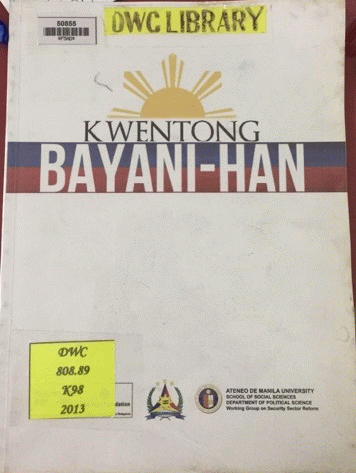 50855
DWC LIBRARY
KWENTONG
BAYANI-HAN
DWC
808.89
K98
2013
ATENEO DE MANILA UNIVERSITY
SCHOOL OF SOCIAL SCIENCES
DEPARTMENT OF POLITICAL SCIENCE
Working Group on Security Sector Reform